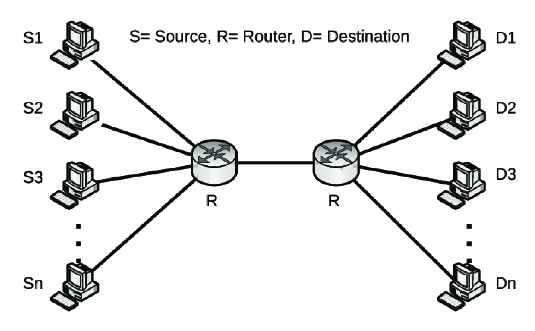 S1 S= Source, R= Router, D= Destination D1
S2 D2
S3 D3
R R
Sn Dn